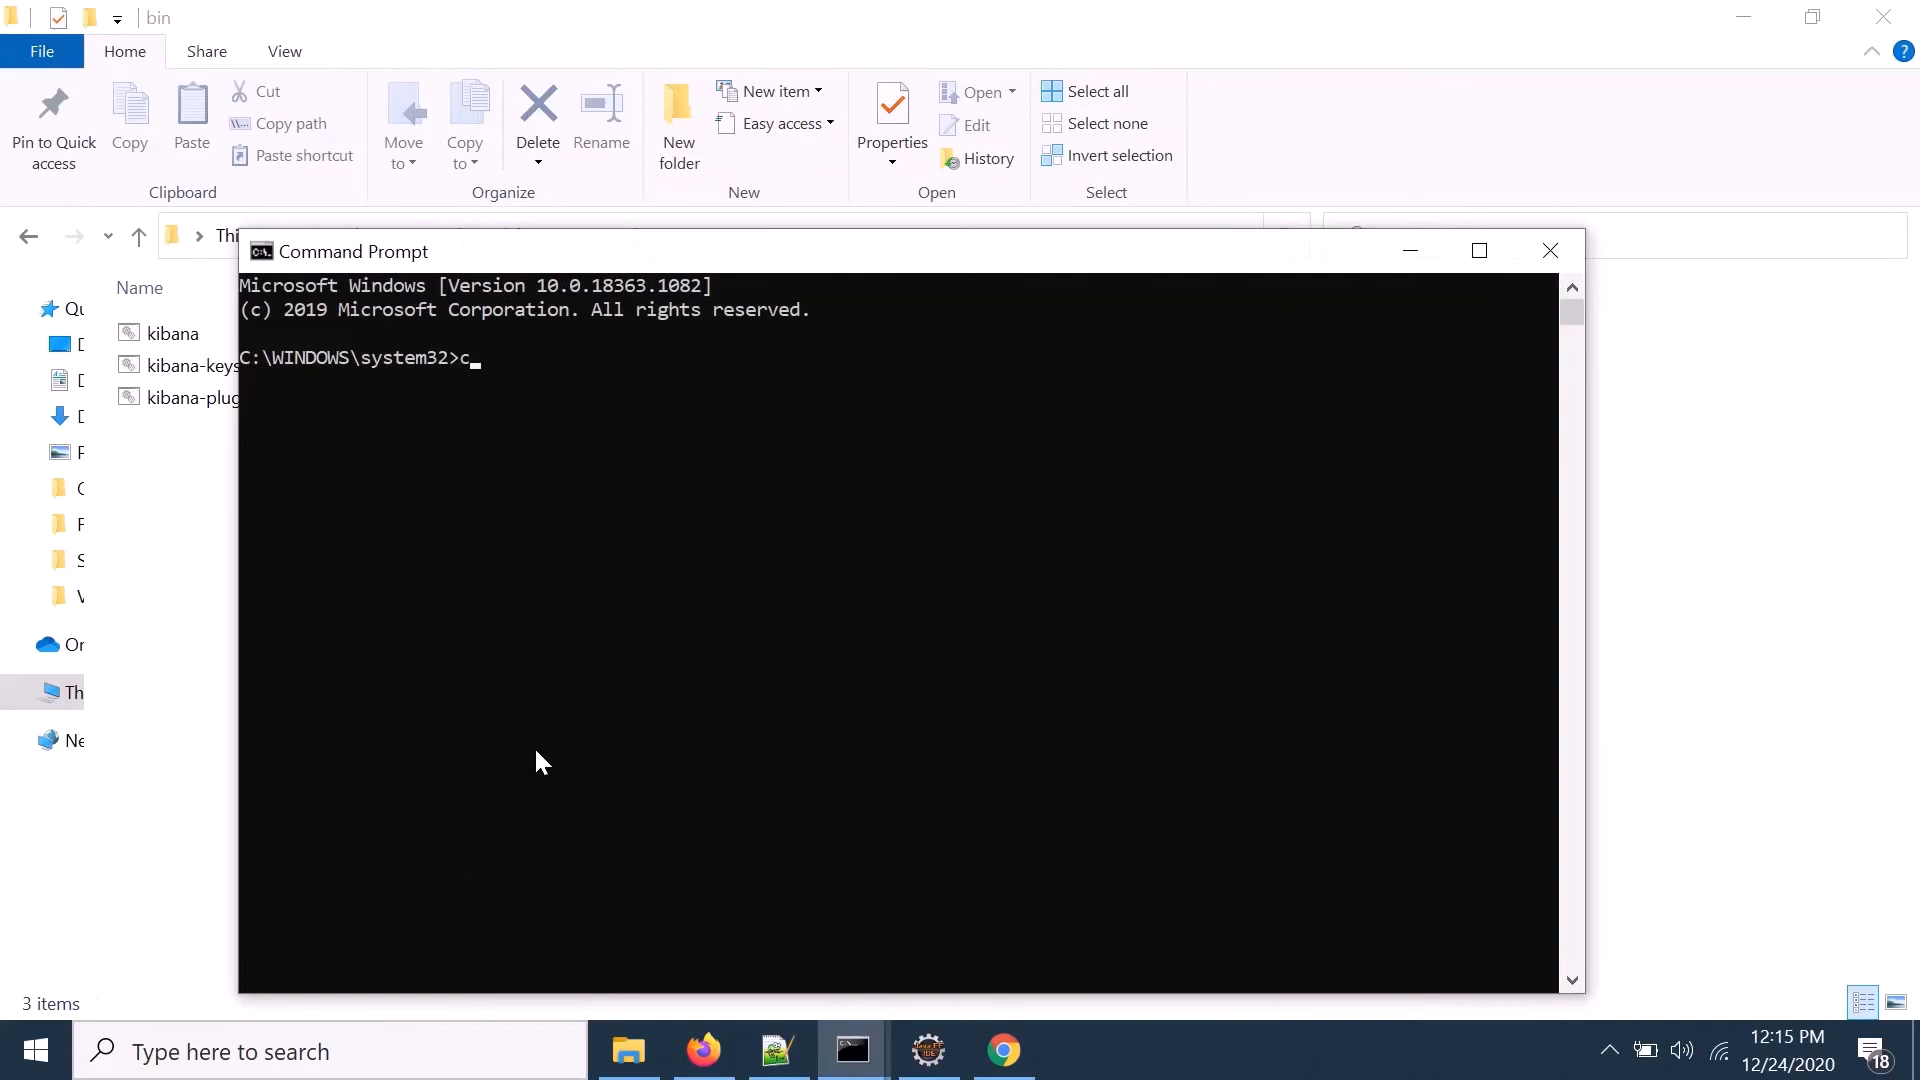 bin
File
Home
Share
View
Pin to Quick
access
Copy
Paste
Cut
Copy path
Paste shortcut
Clipboard
Move
to
Copy
to
Delete
Rename
Organize
New
folder
New item
Easy access
New
Properties
Open
Edit
History
Open
Select all
Select none
Invert selection
Select
Thi
Command Prompt
Name
Qu
kibana
kibana-keys
kibana-plug
Microsoft Windows [Version 10.0.18363.1082]
(c) 2019 Microsoft Corporation. All rights reserved.
C:\WINDOWS\system32>c
Or
Th
Ne
3 items
Type here to search
Java EE
IDE
12:15 PM
12/24/2020
18